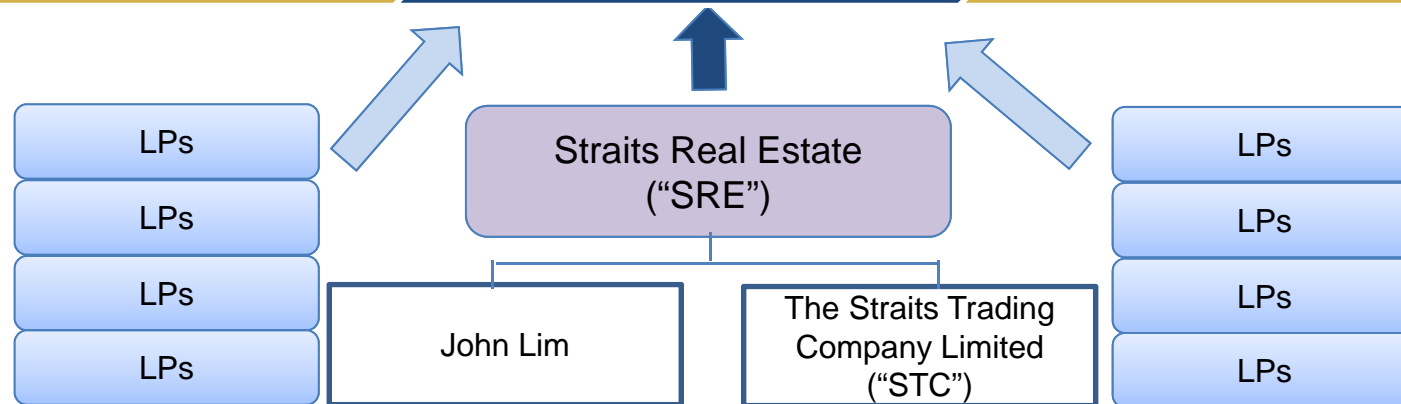 LPs
LPs
LPs
LPs
Straits Real Estate
(“SRE”)
John Lim
The Straits Trading
Company Limited
(“STC”)
LPs
LPs
LPs
LPs